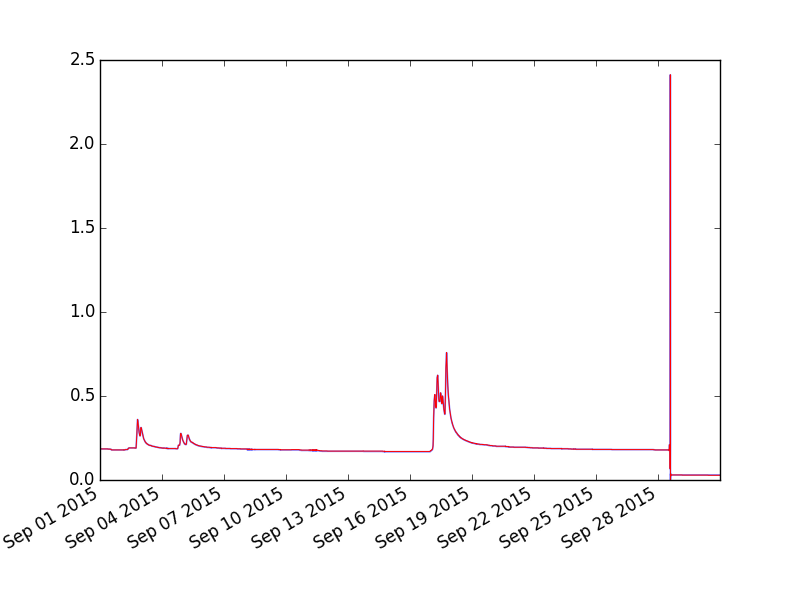 2.5
2.0
1.5
1.0
0.5
0.0
Sep 01 2015
Sep 04 2015
Sep 07 2015
Sep 10 2015
Sep 13 2015
Sep 16 2015
Sep 19 2015
Sep 22 2015
Sep 25 2015
Sep 28 2015